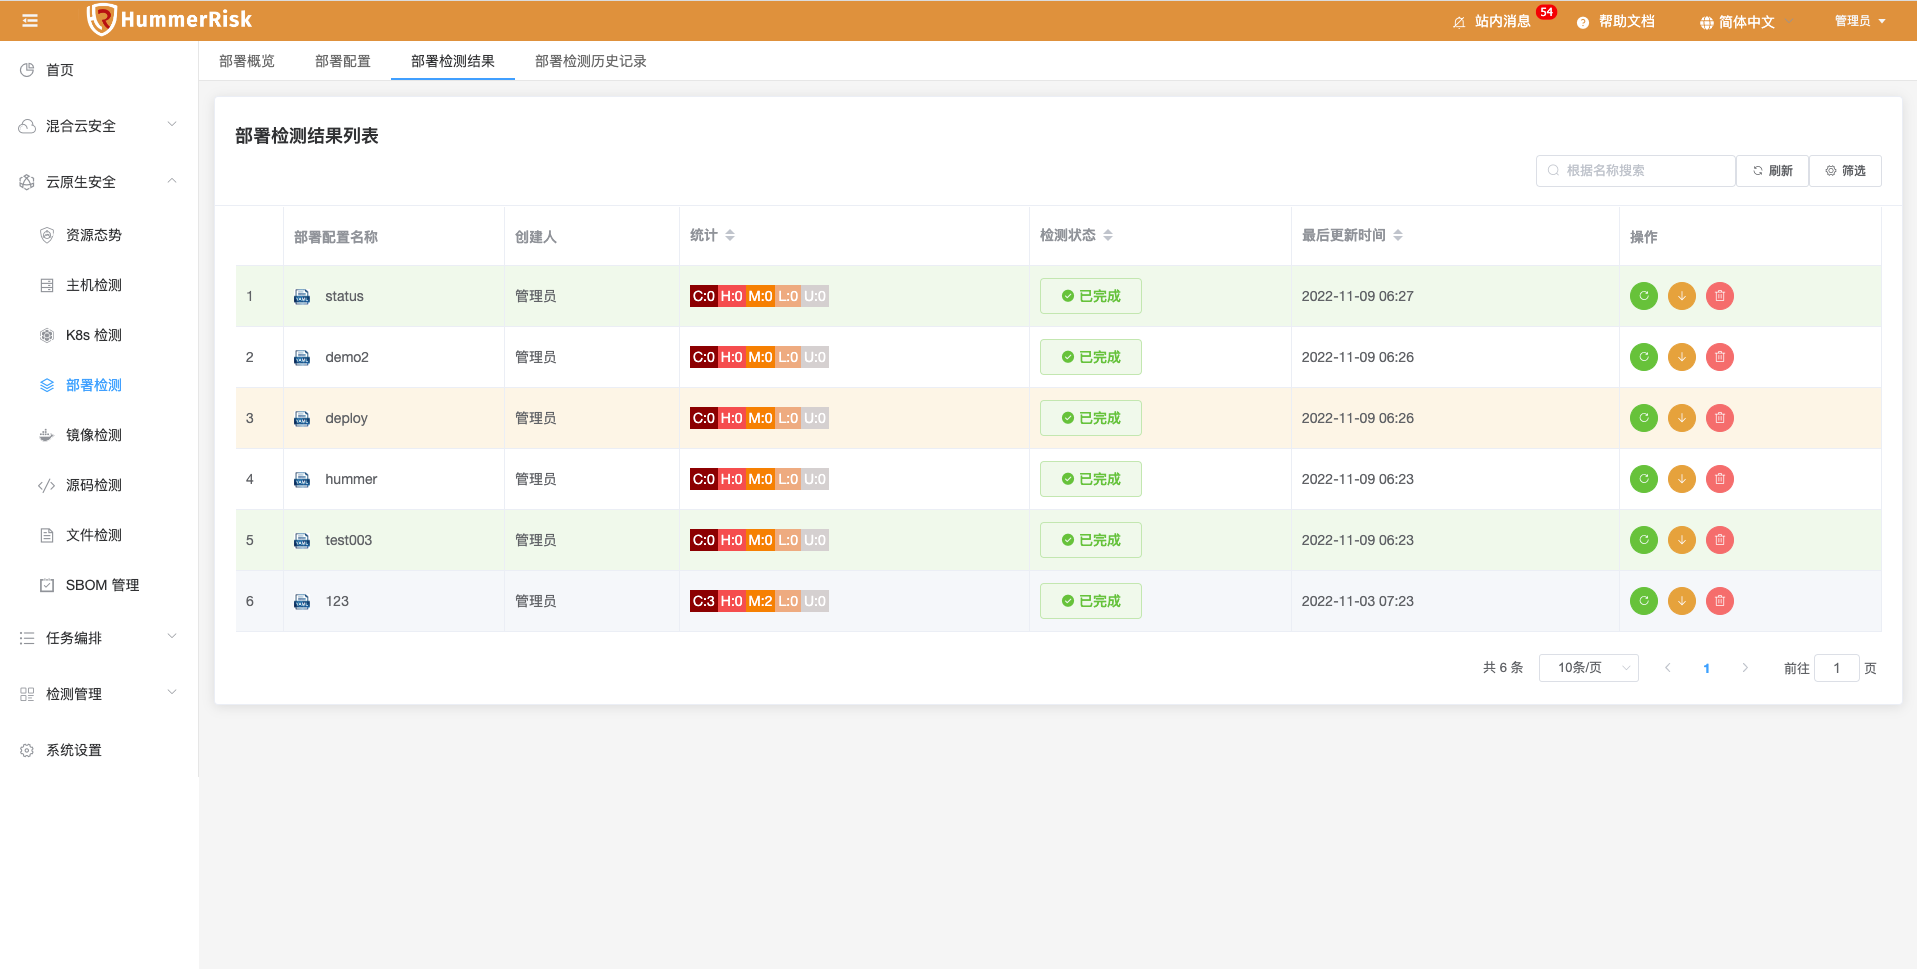 HummerRisk
站内消息 54 帮助文档 简体中文 管理员
首页
混合云安全
云原生安全
资源态势
主机检测
K8s 检测
部署检测
镜像检测
源码检测
文件检测
SBOM 管理
任务编排
检测管理
系统设置
部署概览 部署配置 部署检测结果 部署检测历史记录
部署检测结果列表
根据名称搜索 刷新 筛选
部署配置名称 创建人 统计 检测状态 最后更新时间 操作
1 YAML status 管理员 C:0 H:0 M:0 L:0 U:0 已完成 2022-11-09 06:27
2 YAML demo2 管理员 C:0 H:0 M:0 L:0 U:0 已完成 2022-11-09 06:26
3 YAML deploy 管理员 C:0 H:0 M:0 L:0 U:0 已完成 2022-11-09 06:26
4 YAML hummer 管理员 C:0 H:0 M:0 L:0 U:0 已完成 2022-11-09 06:23
5 YAML test003 管理员 C:0 H:0 M:0 L:0 U:0 已完成 2022-11-09 06:23
6 YAML 123 管理员 C:3 H:0 M:2 L:0 U:0 已完成 2022-11-03 07:23
共 6 条 10条/页 1 前往 1 页